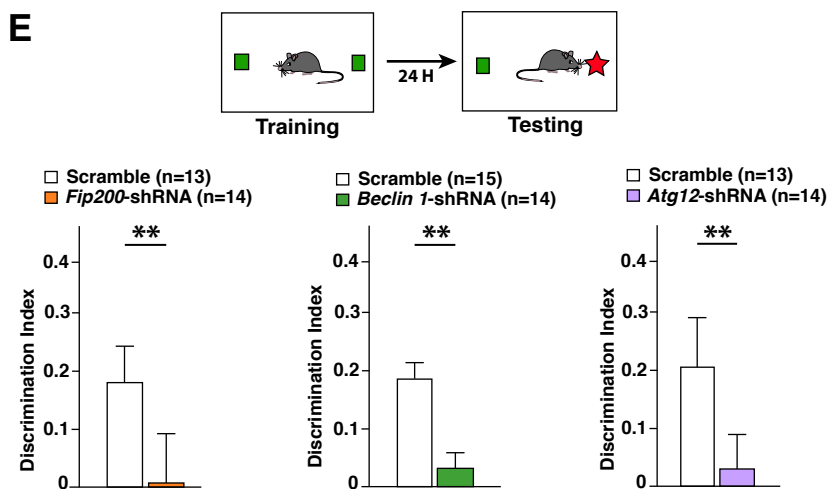 E
24 H
Training
Testing
Scramble (n=13)
Fip200-shRNA (n=14)
**
0.4
0.3
0.2
0.1
0
Discrimination Index
Scramble (n=15)
Beclin 1-shRNA (n=14)
**
0.4
0.3
0.2
0.1
0
Discrimination Index
Scramble (n=13)
Atg12-shRNA (n=14)
**
0.4
0.3
0.2
0.1
0
Discrimination Index